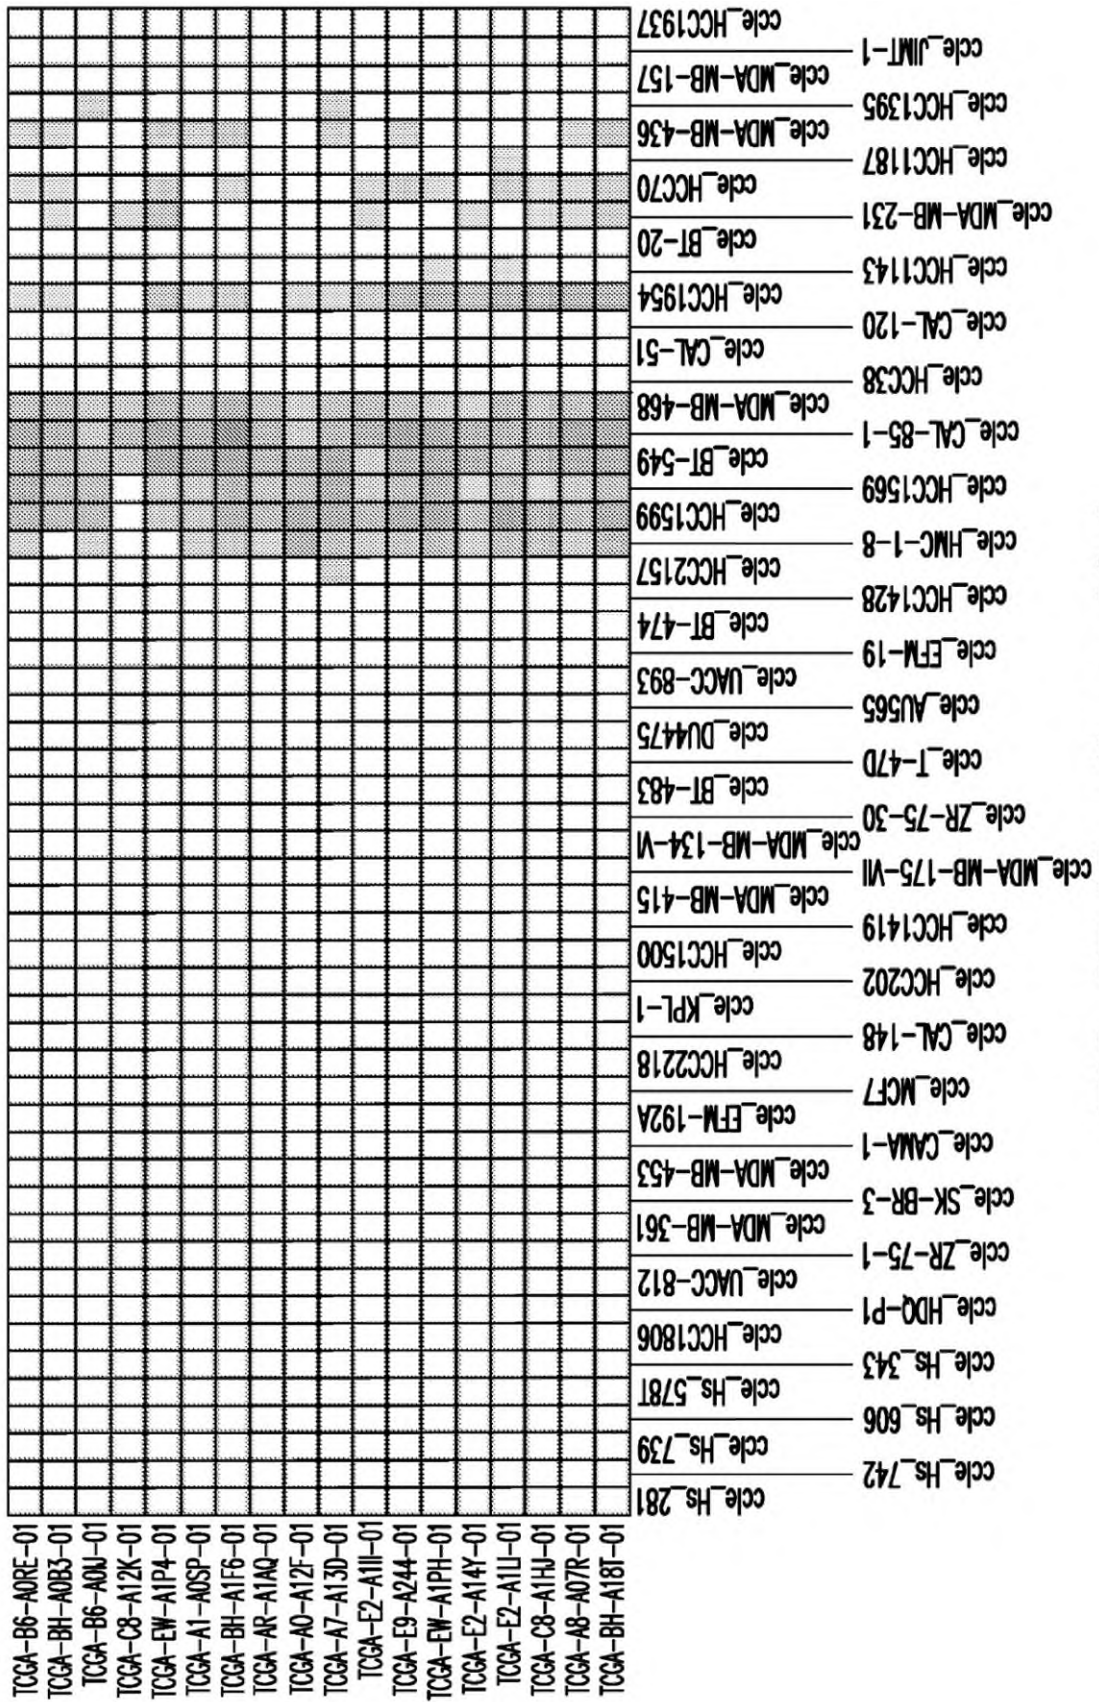 ccle_HCC1937
ccle_JIMT-1
ccle_MDA-MB-157
ccle_HCC1395
ccle_MDA-MB-436
ccle_HCC1187
ccle_HCC70
ccle_MDA-MB-231
ccle_BT-20
ccle_HCC1143
ccle_HCC1954
ccle_CAL-120
ccle_CAL-51
ccle_HCC38
ccle_MDA-MB-468
ccle_CAL-85-1
ccle_BT-549
ccle_HCC1569
ccle_HCC1599
ccle_HMC-1-8
ccle_HCC2157
ccle_HCC1428
ccle_BT-474
ccle_EFM-19
ccle_UACC-893
ccle_AU565
ccle_DU4475
ccle_T-47D
ccle_BT-483
ccle_ZR-75-30
ccle_MDA-MB-134-VI
ccle_MDA-MB-175-VII
ccle_MDA-MB-415
ccle_HCC1419
ccle_HCC1500
ccle_HCC202
ccle_KPL-1
ccle_CAL-148
ccle_HCC2218
ccle_MCF7
ccle_EFM-192A
ccle_CAMA-1
ccle_MDA-MB-453
ccle_SK-BR-3
ccle_MDA-MB-361
ccle_ZR-75-1
ccle_UACC-812
ccle_HDQ-P1
ccle_HCC1806
ccle_Hs_343
ccle_Hs_578T
ccle_Hs_606
ccle_Hs_739
ccle_Hs_742
ccle_Hs_281
TCGA-B6-A0RE-01
TCGA-BH-A0B3-01
TCGA-B6-A0IJ-01
TCGA-C8-A12K-01
TCGA-EW-A1P4-01
TCGA-A1-A0SP-01
TCGA-BH-A1F6-01
TCGA-AR-A1AQ-01
TCGA-AO-A12F-01
TCGA-A7-A13D-01
TCGA-E2-A1II-01
TCGA-E9-A244-01
TCGA-EW-A1PH-01
TCGA-E2-A14Y-01
TCGA-E2-A1LI-01
TCGA-C8-A1HJ-01
TCGA-A8-A07R-01
TCGA-BH-A18T-01